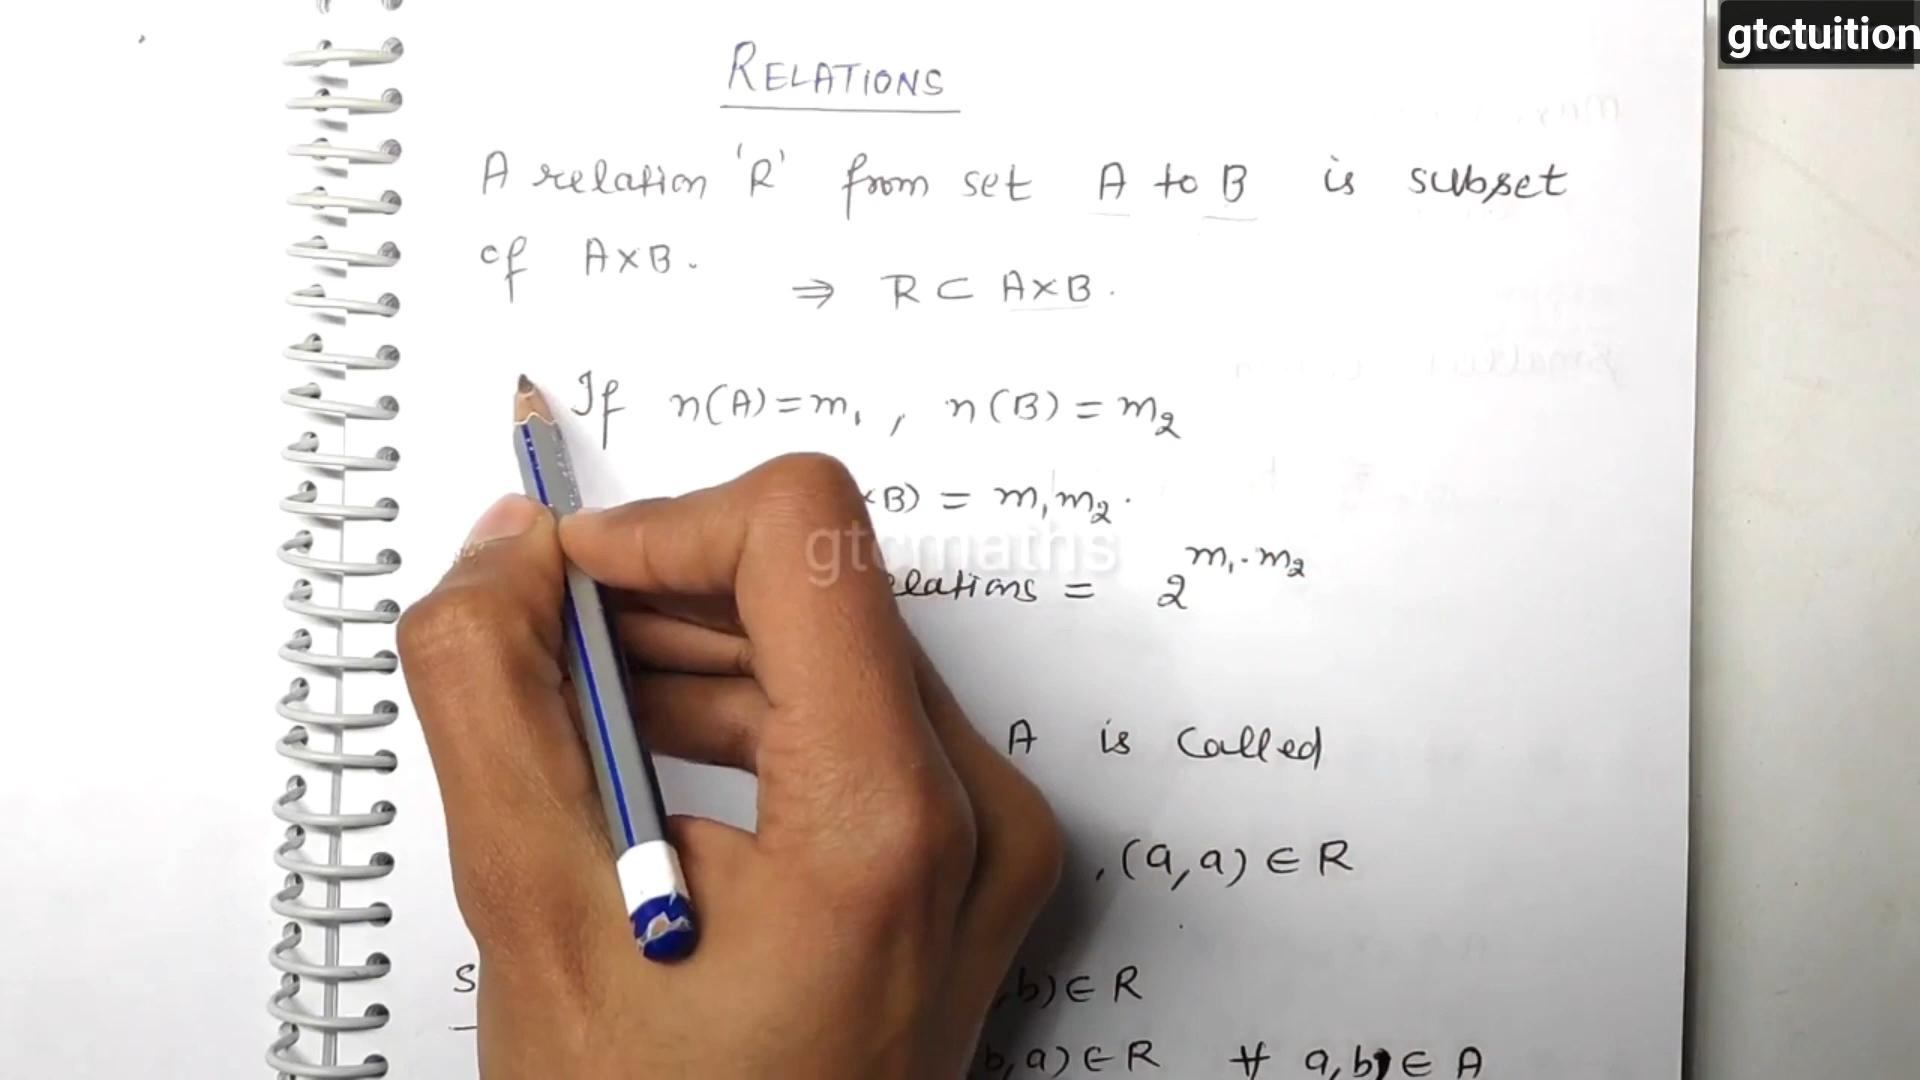 gtctuition
RELATIONS
A relation 'R' from set A to B is subset
of A×B.
⇒ R ⊂ A×B.
If n(A)=m₁, n(B)=m₂
×B) = m₁m₂.
gtcmaths
elations = 2^(m₁.m₂)
A is called
, (a,a) ∈ R
S ,b) ∈ R
b,a) ∈ R ∀ a,b ∈ A